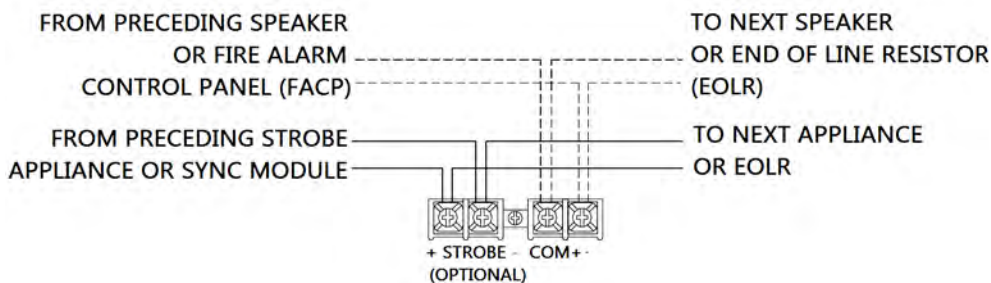 FROM PRECEDING SPEAKER
OR FIRE ALARM
CONTROL PANEL (FACP)
TO NEXT SPEAKER
OR END OF LINE RESISTOR
(EOLR)
FROM PRECEDING STROBE
APPLIANCE OR SYNC MODULE
TO NEXT APPLIANCE
OR EOLR
+ STROBE - COM + -
(OPTIONAL)